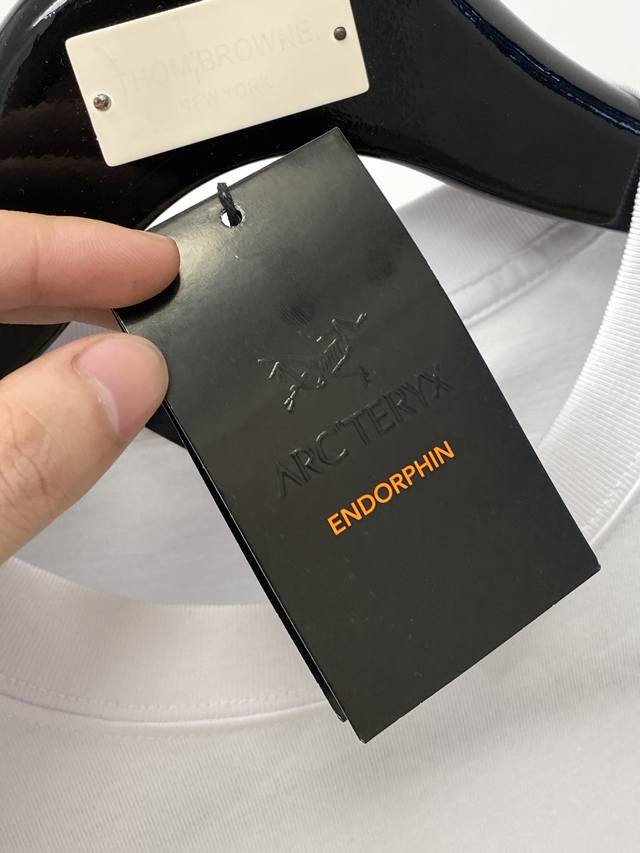 THOM BROWNE.
NEW YORK
ARC'TERYX
ENDORPHIN